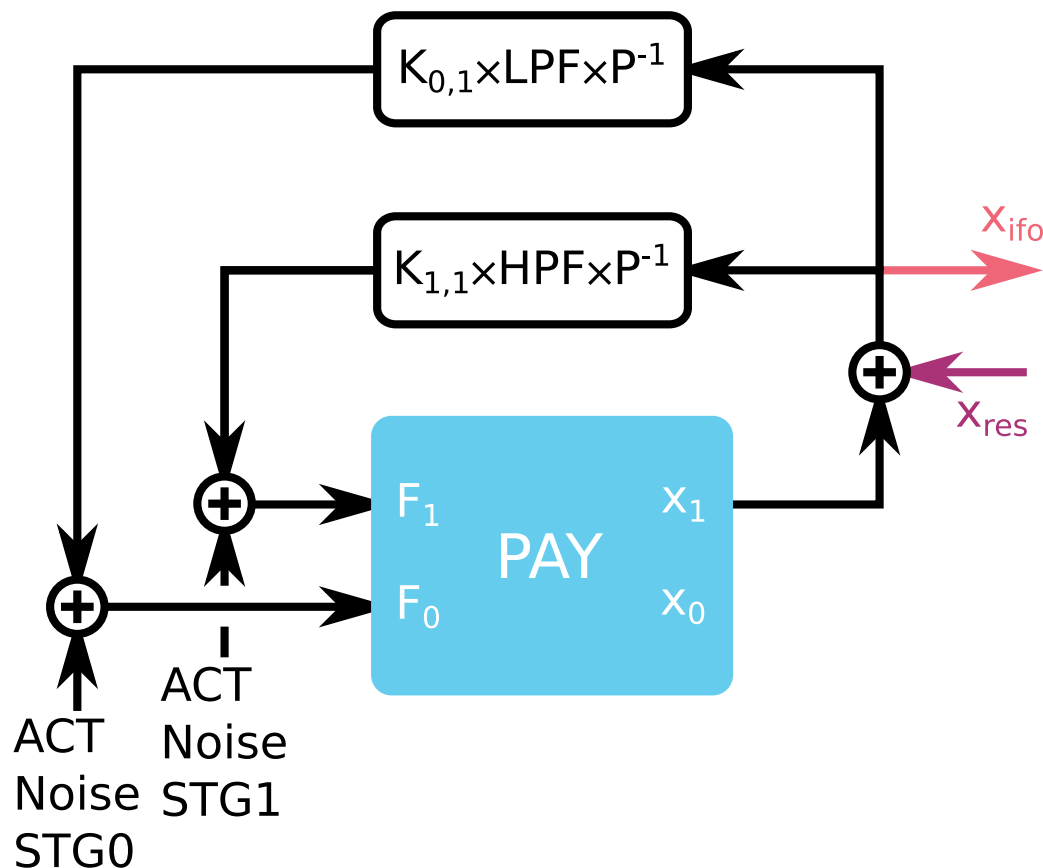 K0,1×LPF×P-1
xifo
K1,1×HPF×P-1
xres
F1
x1
PAY
F0
x0
ACT
Noise
STG1
ACT
Noise
STG0